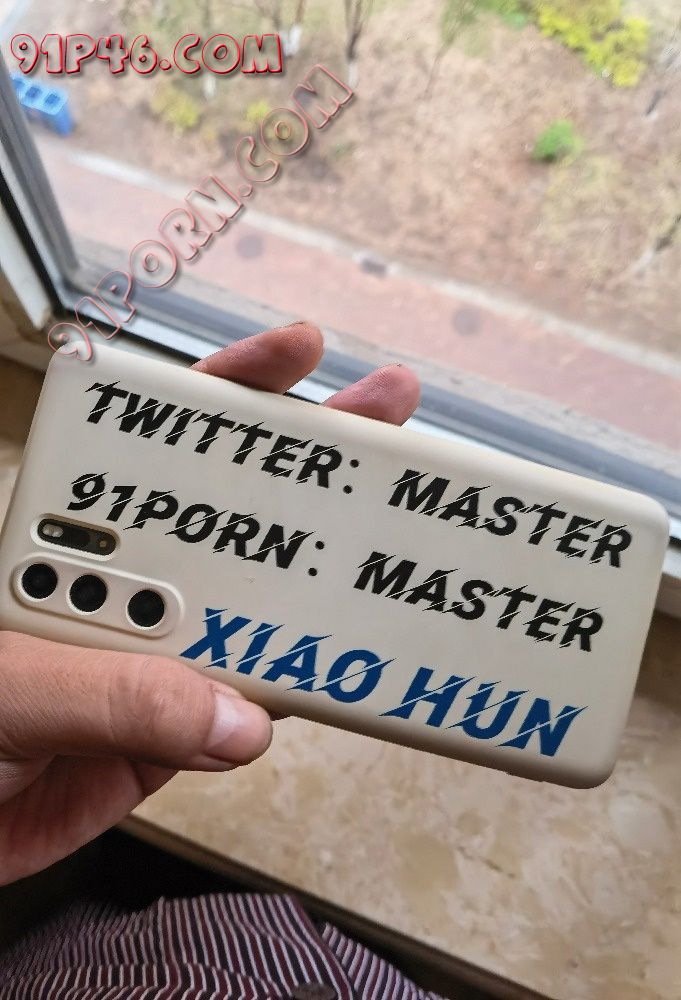 91P46.COM
91PORN.COM
TWITTER: MASTER
91PORN: MASTER
XIAO HUN